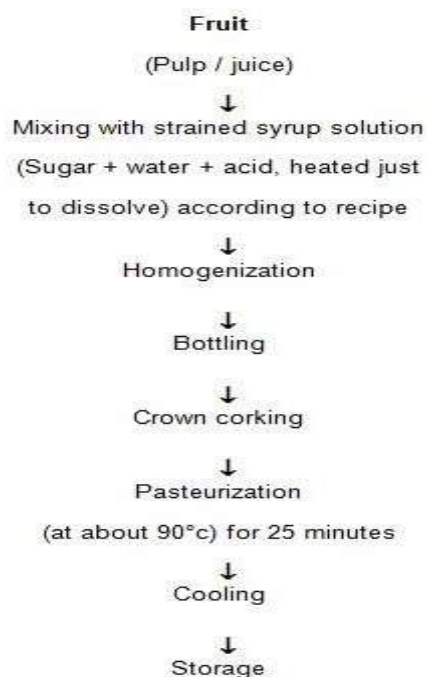 Fruit
(Pulp / juice)
↓
Mixing with strained syrup solution
(Sugar + water + acid, heated just
to dissolve) according to recipe
↓
Homogenization
↓
Bottling
↓
Crown corking
↓
Pasteurization
(at about 90°c) for 25 minutes
↓
Cooling
↓
Storage